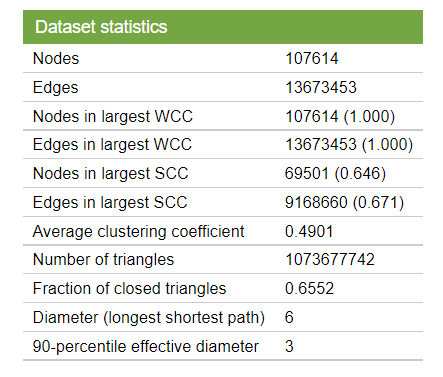 Dataset statistics
Nodes 107614
Edges 13673453
Nodes in largest WCC 107614 (1.000)
Edges in largest WCC 13673453 (1.000)
Nodes in largest SCC 69501 (0.646)
Edges in largest SCC 9168660 (0.671)
Average clustering coefficient 0.4901
Number of triangles 1073677742
Fraction of closed triangles 0.6552
Diameter (longest shortest path) 6
90-percentile effective diameter 3